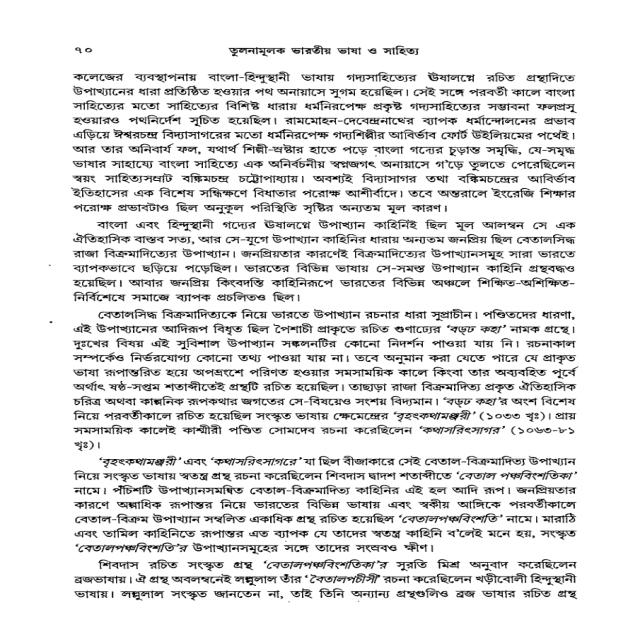 ৭০
তুলনামূলক ভারতীয় ভাষা ও সাহিত্য
কলেজের ব্যবস্থাপনায় বাংলা-হিন্দুস্থানী ভাষায় গদ্যসাহিত্যের ঊষালগ্নে রচিত গ্রন্থাদিতে
উপাখ্যানের ধারা প্রতিষ্ঠিত হওয়ার পথ অনায়াসে সুগম হয়েছিল। সেই সঙ্গে পরবর্তী কালে বাংলা
সাহিত্যের মতো সাহিত্যের বিশিষ্ট ধারায় ধর্মনিরপেক্ষ প্রকৃষ্ট গদ্যসাহিত্যের সম্ভাবনা ফলপ্রসূ
হওয়ারও পথনির্দেশ সূচিত হয়েছিল। রামমোহন-দেবেন্দ্রনাথের ব্যাপক ধর্মান্দোলনের প্রভাব
এড়িয়ে ঈশ্বরচন্দ্র বিদ্যাসাগরের মতো ধর্মনিরপেক্ষ গদ্যশিল্পীর আবির্ভাব ফোর্ট উইলিয়মের পথেই।
আর তার অনিবার্য ফল, যথার্থ শিল্পী-স্রষ্টার হাতে পড়ে বাংলা গদ্যের চূড়ান্ত সমৃদ্ধি, যে-সমৃদ্ধ
ভাষার সাহায্যে বাংলা সাহিত্যে এক অনির্বচনীয় স্বপ্নজগৎ অনায়াসে গ'ড়ে তুলতে পেরেছিলেন
স্বয়ং সাহিত্যসম্রাট বঙ্কিমচন্দ্র চট্টোপাধ্যায়। অবশ্যই বিদ্যাসাগর তথা বঙ্কিমচন্দ্রের আবির্ভাব
ইতিহাসের এক বিশেষ সন্ধিক্ষণে বিধাতার পরোক্ষ আশীর্বাদে। তবে অন্তরালে ইংরেজি শিক্ষার
পরোক্ষ প্রভাবটাও ছিল অনুকূল পরিস্থিতি সৃষ্টির অন্যতম মূল কারণ।
বাংলা এবং হিন্দুস্থানী গদ্যের ঊষালগ্নে উপাখ্যান কাহিনিই ছিল মূল আলম্বন সে এক
ঐতিহাসিক বাস্তব সত্য, আর সে-যুগে উপাখ্যান কাহিনির ধারায় অন্যতম জনপ্রিয় ছিল বেতালসিদ্ধ
রাজা বিক্রমাদিত্যের উপাখ্যান। জনপ্রিয়তার কারণেই বিক্রমাদিত্যের উপাখ্যানসমূহ সারা ভারতে
ব্যাপকভাবে ছড়িয়ে পড়েছিল। ভারতের বিভিন্ন ভাষায় সে-সমস্ত উপাখ্যান কাহিনি গ্রন্থবদ্ধও
হয়েছিল। আবার জনপ্রিয় কিংবদন্তি কাহিনিরূপে ভারতের বিভিন্ন অঞ্চলে শিক্ষিত-অশিক্ষিত-
নির্বিশেষে সমাজে ব্যাপক প্রচলিতও ছিল।
বেতালসিদ্ধ বিক্রমাদিত্যকে নিয়ে ভারতে উপাখ্যান রচনার ধারা সুপ্রাচীন। পণ্ডিতদের ধারণা,
এই উপাখ্যানের আদিরূপ বিধৃত ছিল পৈশাচী প্রাকৃতে রচিত গুণাঢ্যের 'বড্‌ঢ কহা' নামক গ্রন্থে।
দুঃখের বিষয় এই সুবিশাল উপাখ্যান সঙ্কলনটির কোনো নিদর্শন পাওয়া যায় নি। রচনাকাল
সম্পর্কেও নির্ভরযোগ্য কোনো তথ্য পাওয়া যায় না। তবে অনুমান করা যেতে পারে যে প্রাকৃত
ভাষা রূপান্তরিত হয়ে অপভ্রংশে পরিণত হওয়ার সমসাময়িক কালে কিংবা তার অব্যবহিত পূর্বে
অর্থাৎ ষষ্ঠ-সপ্তম শতাব্দীতেই গ্রন্থটি রচিত হয়েছিল। তাছাড়া রাজা বিক্রমাদিত্য প্রকৃত ঐতিহাসিক
চরিত্র অথবা কাল্পনিক রূপকথার জগতের সে-বিষয়েও সংশয় বিদ্যমান। 'বড্‌ঢ কহা'র অংশ বিশেষ
নিয়ে পরবর্তীকালে রচিত হয়েছিল সংস্কৃত ভাষায় ক্ষেমেন্দ্রের 'বৃহৎকথামঞ্জরী' (১০৩৩ খৃঃ)। প্রায়
সমসাময়িক কালেই কাশ্মীরী পণ্ডিত সোমদেব রচনা করেছিলেন 'কথাসরিৎসাগর' (১০৬৩-৮১
খৃঃ)।
'বৃহৎকথামঞ্জরী' এবং 'কথাসরিৎসাগরে' যা ছিল বীজাকারে সেই বেতাল-বিক্রমাদিত্য উপাখ্যান
নিয়ে সংস্কৃত ভাষায় স্বতন্ত্র গ্রন্থ রচনা করেছিলেন শিবদাস দ্বাদশ শতাব্দীতে 'বেতাল পঞ্চবিংশতিকা'
নামে। পঁচিশটি উপাখ্যানসমন্বিত বেতাল-বিক্রমাদিত্য কাহিনির এই হল আদি রূপ। জনপ্রিয়তার
কারণে অল্পাধিক রূপান্তর নিয়ে ভারতের বিভিন্ন ভাষায় এবং স্বকীয় আঙ্গিকে পরবর্তীকালে
বেতাল-বিক্রম উপাখ্যান সম্বলিত একাধিক গ্রন্থ রচিত হয়েছিল 'বেতালপঞ্চবিংশতি' নামে। মারাঠি
এবং তামিল কাহিনিতে রূপান্তর এত ব্যাপক যে তাদের স্বতন্ত্র কাহিনি ব'লেই মনে হয়, সংস্কৃত
'বেতালপঞ্চবিংশতি'র উপাখ্যানসমূহের সঙ্গে তাদের সংস্রবও ক্ষীণ।
শিবদাস রচিত সংস্কৃত গ্রন্থ 'বেতালপঞ্চবিংশতিকা'র সুরতি মিশ্র অনুবাদ করেছিলেন
ব্রজভাষায়। ঐ গ্রন্থ অবলম্বনেই লল্লুলাল তাঁর 'বৈতালপচীসী' রচনা করেছিলেন খড়ীবোলী হিন্দুস্থানী
ভাষায়। লল্লুলাল সংস্কৃত জানতেন না, তাই তিনি অন্যান্য গ্রন্থগুলিও ব্রজ ভাষার রচিত গ্রন্থ